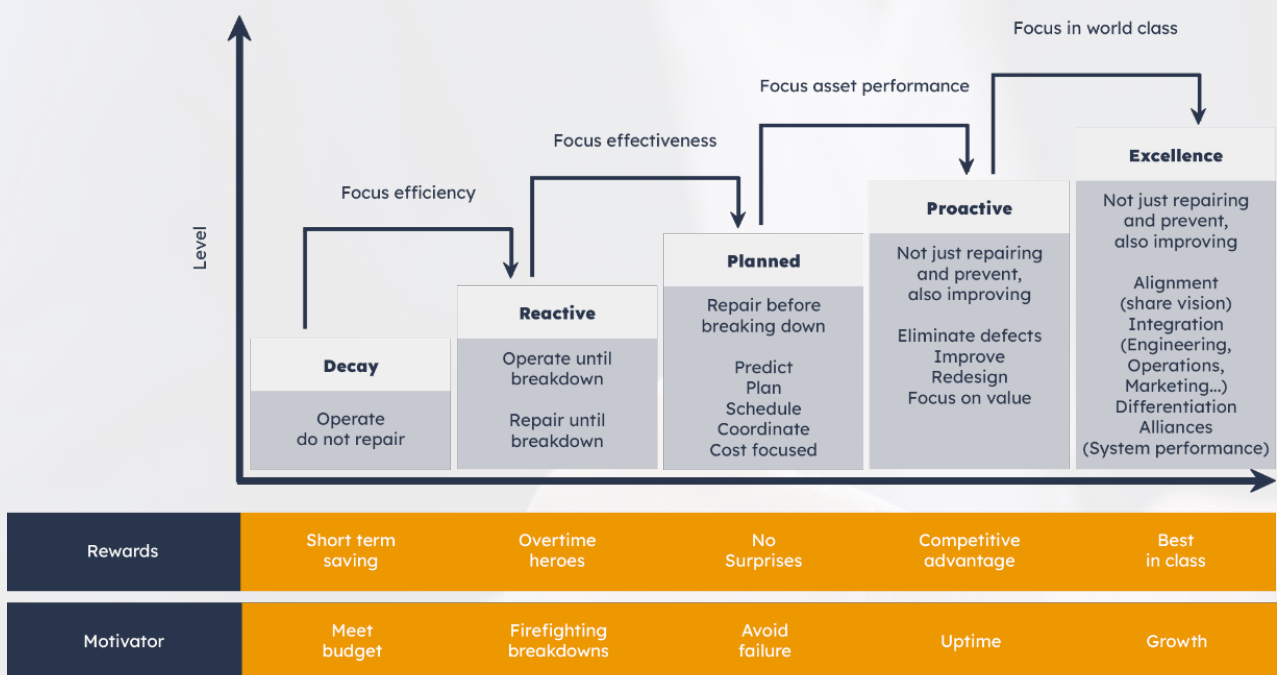 Focus in world class
Focus asset performance
Focus effectiveness
Focus efficiency
Level
Decay
Operate
do not repair
Reactive
Operate until
breakdown
Repair until
breakdown
Planned
Repair before
breaking down
Predict
Plan
Schedule
Coordinate
Cost focused
Proactive
Not just repairing
and prevent,
also improving
Eliminate defects
Improve
Redesign
Focus on value
Excellence
Not just repairing
and prevent,
also improving
Alignment
(share vision)
Integration
(Engineering,
Operations,
Marketing...)
Differentiation
Alliances
(System performance)
Rewards
Short term
saving
Overtime
heroes
No
Surprises
Competitive
advantage
Best
in class
Motivator
Meet
budget
Firefighting
breakdowns
Avoid
failure
Uptime
Growth